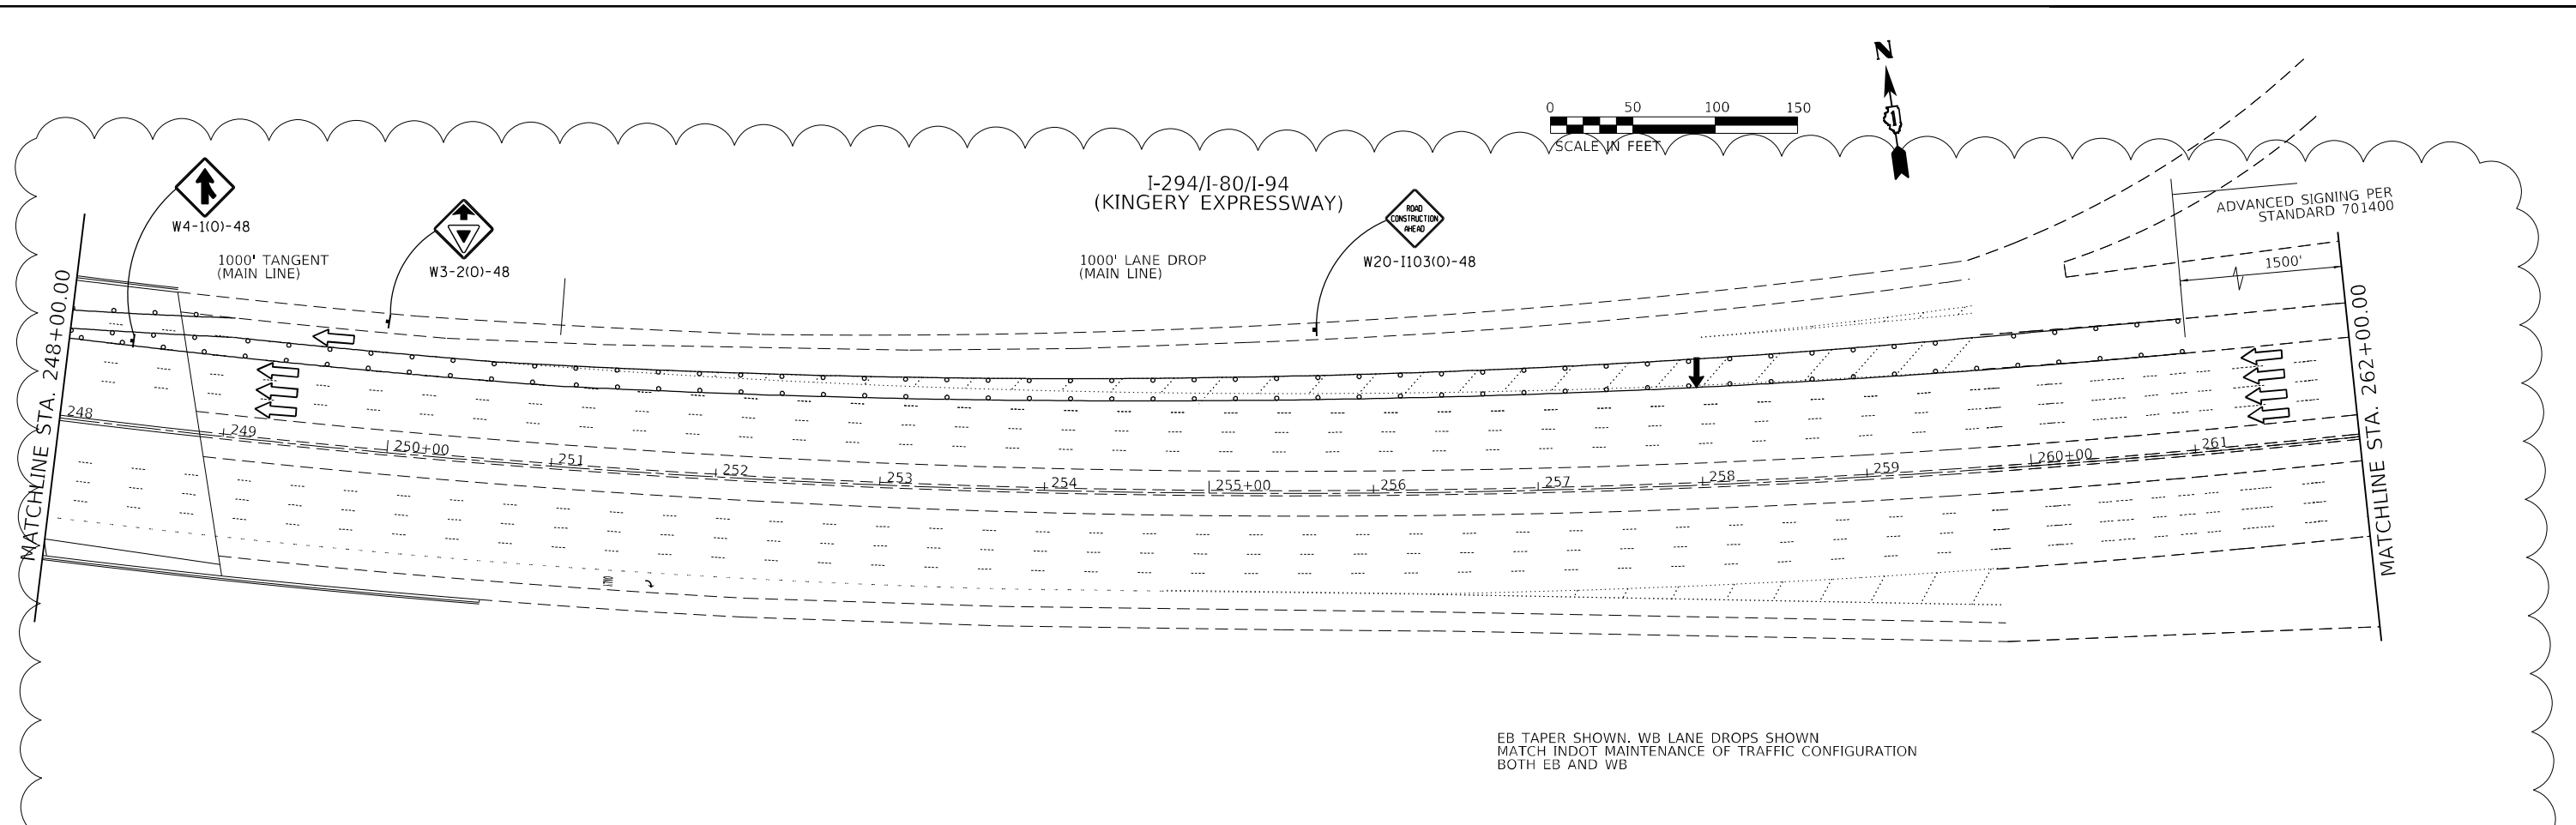 N
0 50 100 150
SCALE IN FEET
I-294/I-80/I-94
(KINGERY EXPRESSWAY)
W4-1(O)-48
W3-2(O)-48
1000' TANGENT
(MAIN LINE)
1000' LANE DROP
(MAIN LINE)
ROAD
CONSTRUCTION
AHEAD
W20-I103(O)-48
ADVANCED SIGNING PER
STANDARD 701400
1500'
MATCHLINE STA. 248+00.00
MATCHLINE STA. 262+00.00
248
249
250+00
251
252
253
254
255+00
256
257
258
259
260+00
261
EB TAPER SHOWN. WB LANE DROPS SHOWN
MATCH INDOT MAINTENANCE OF TRAFFIC CONFIGURATION
BOTH EB AND WB